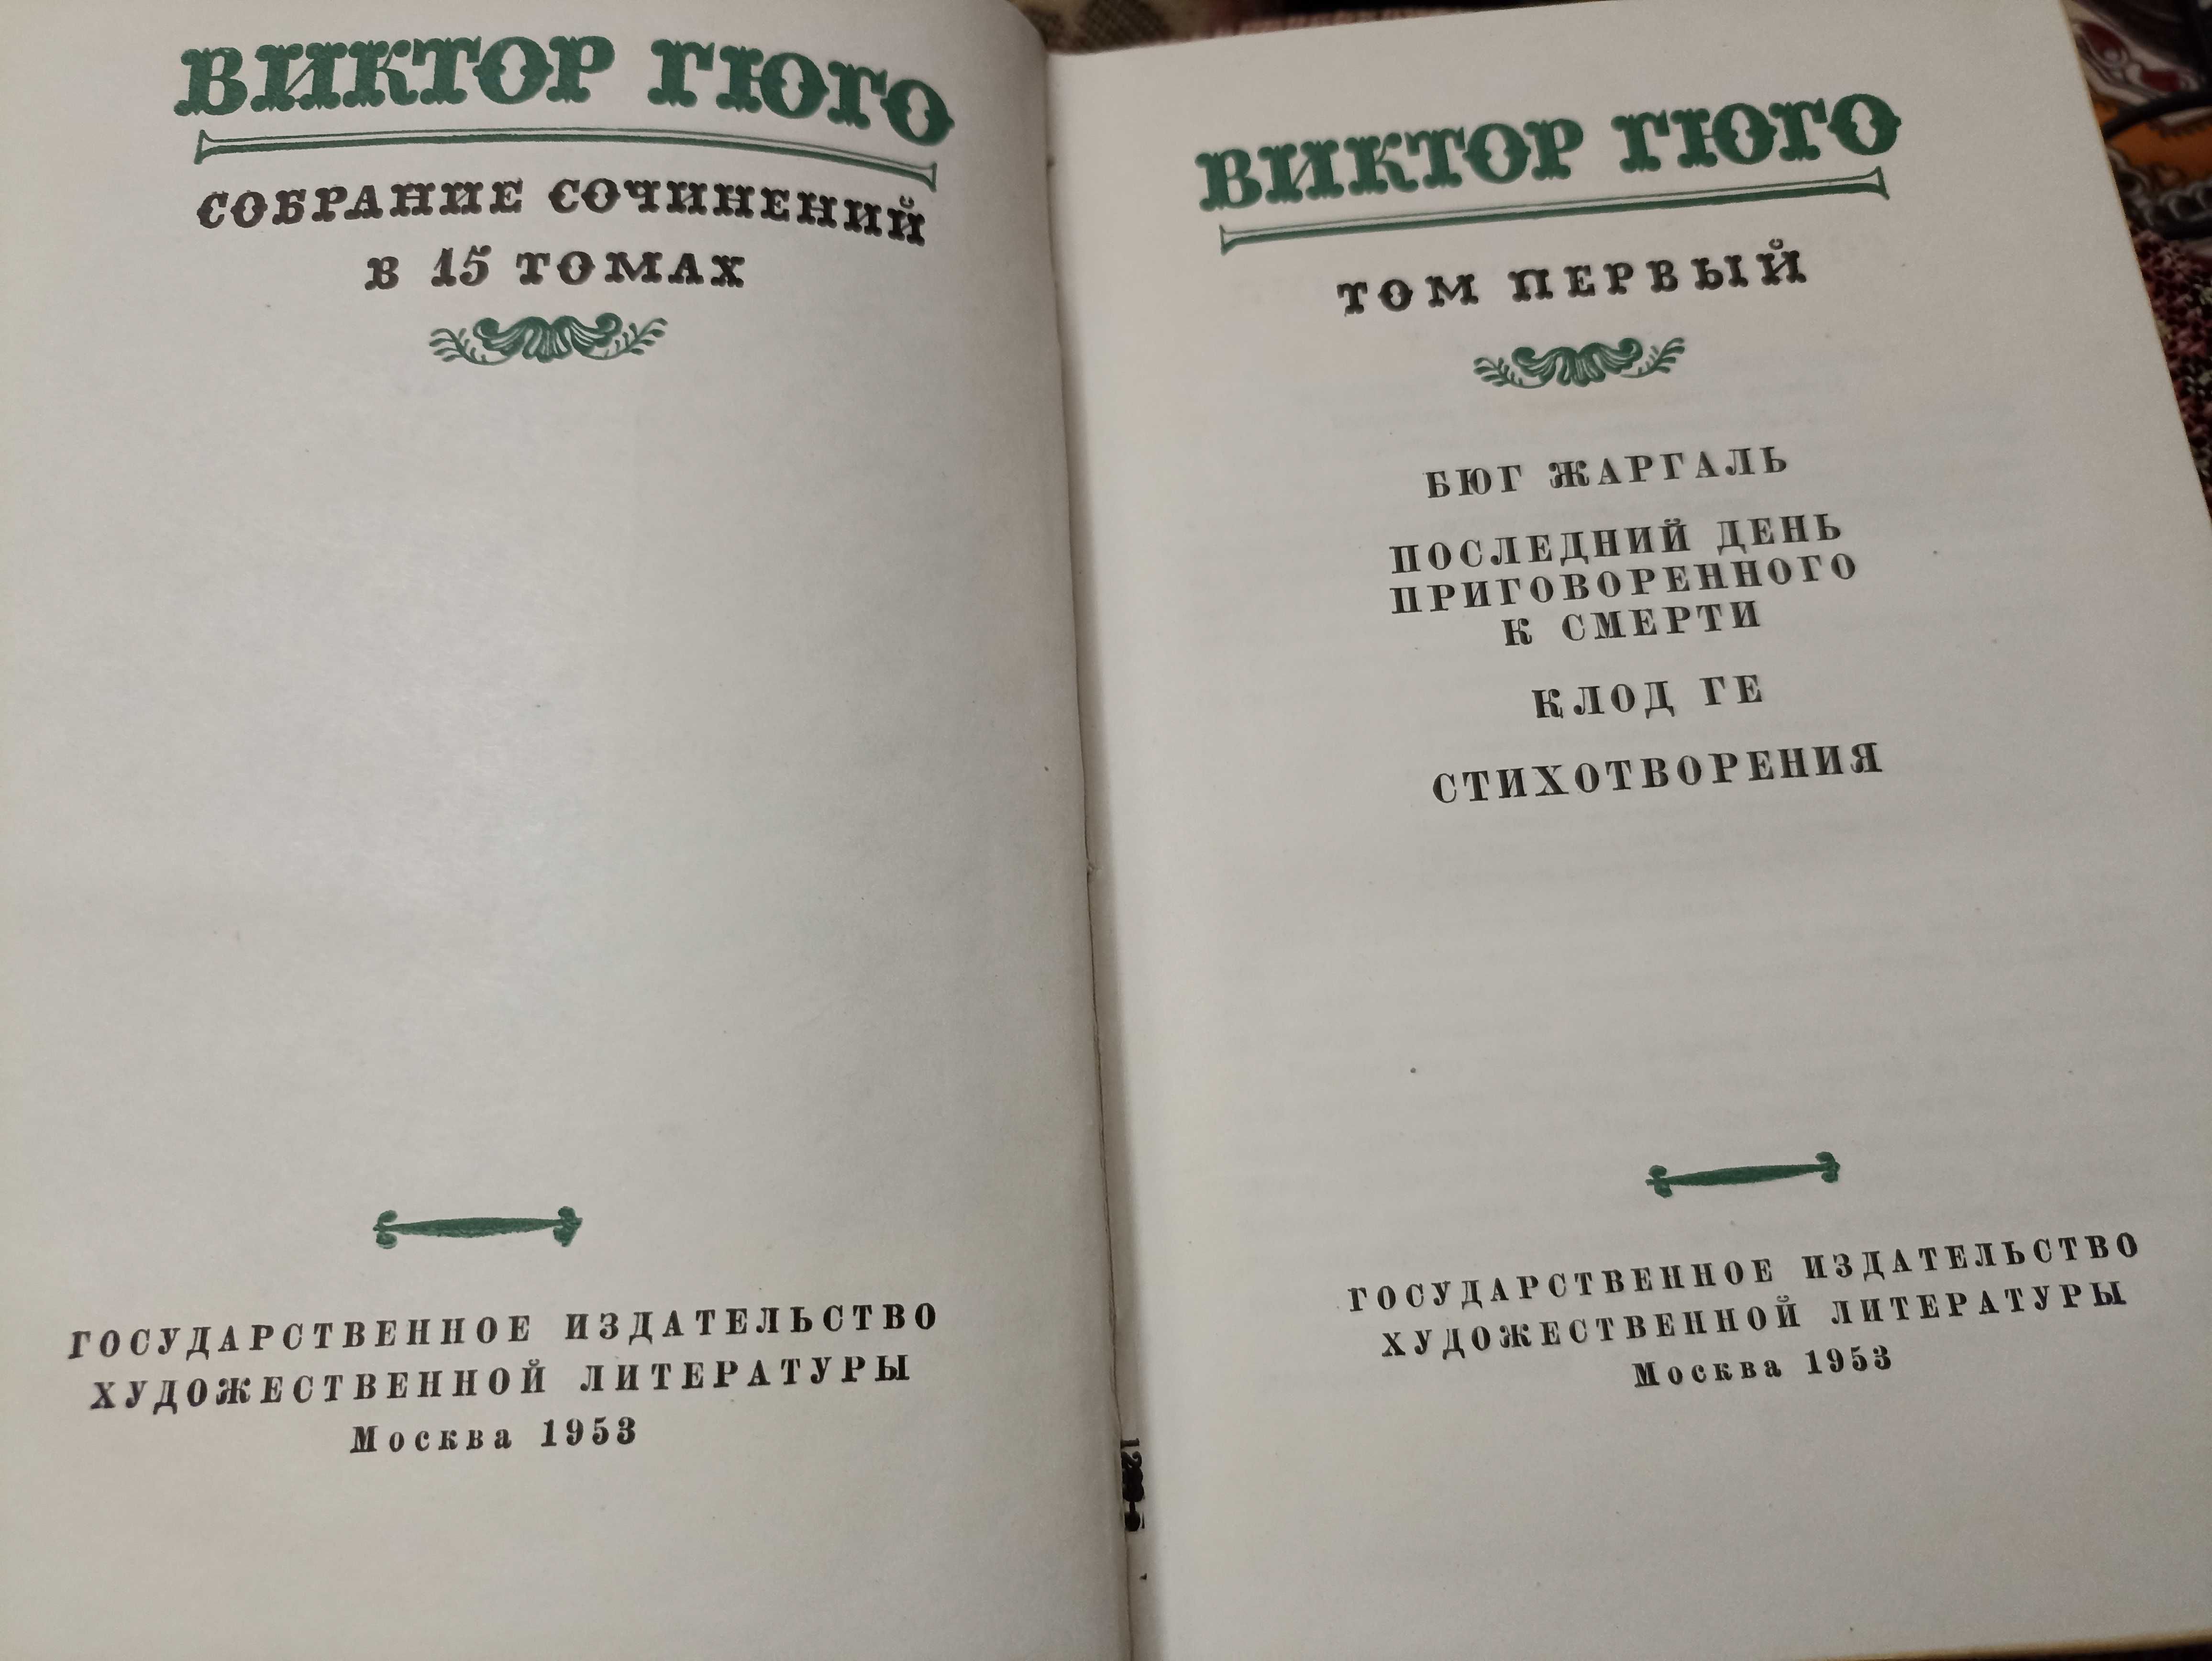 ВИКТОР ГЮГО
СОБРАНИЕ СОЧИНЕНИЙ
В 15 ТОМАХ
ГОСУДАРСТВЕННОЕ ИЗДАТЕЛЬСТВО
ХУДОЖЕСТВЕННОЙ ЛИТЕРАТУРЫ
Москва 1953
ВИКТОР ГЮГО
ТОМ ПЕРВЫЙ
БЮГ ЖАРГАЛЬ
ПОСЛЕДНИЙ ДЕНЬ
ПРИГОВОРЕННОГО
К СМЕРТИ
КЛОД ГЕ
СТИХОТВОРЕНИЯ
ГОСУДАРСТВЕННОЕ ИЗДАТЕЛЬСТВО
ХУДОЖЕСТВЕННОЙ ЛИТЕРАТУРЫ
Москва 1953